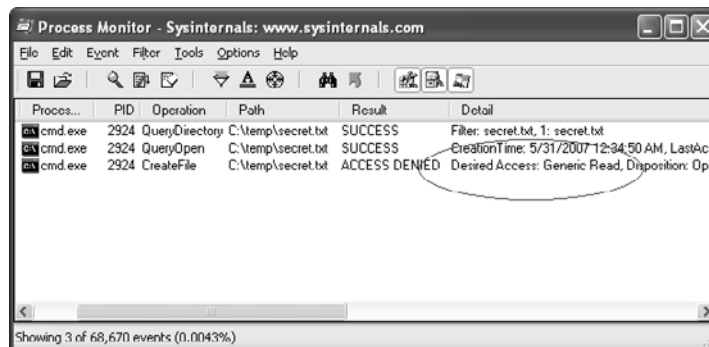 Process Monitor - Sysinternals: www.sysinternals.com
File Edit Event Filter Tools Options Help
Proces... PID Operation Path Result Detail
cmd.exe 2924 QueryDirectory C:\temp\secret.txt SUCCESS Filter: secret.txt, 1: secret.txt
cmd.exe 2924 QueryOpen C:\temp\secret.txt SUCCESS CreationTime: 5/31/2007 12:34:50 AM, LastAc
cmd.exe 2924 CreateFile C:\temp\secret.txt ACCESS DENIED Desired Access: Generic Read, Disposition: Op
Showing 3 of 68,670 events (0.0043%)